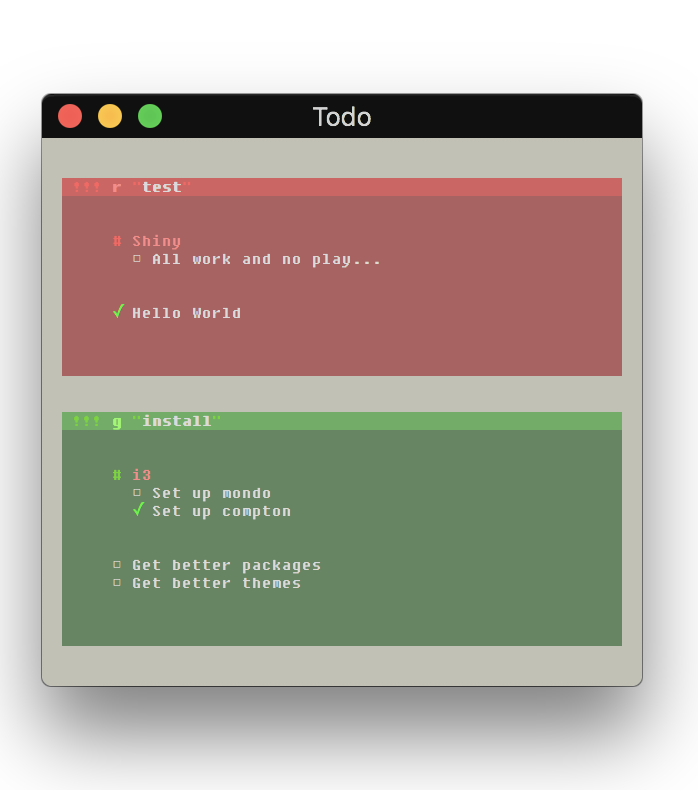 Todo
!!! r "test"
# Shiny
□ All work and no play...
✓ Hello World
!!! g "install"
# i3
□ Set up mondo
✓ Set up compton
□ Get better packages
□ Get better themes